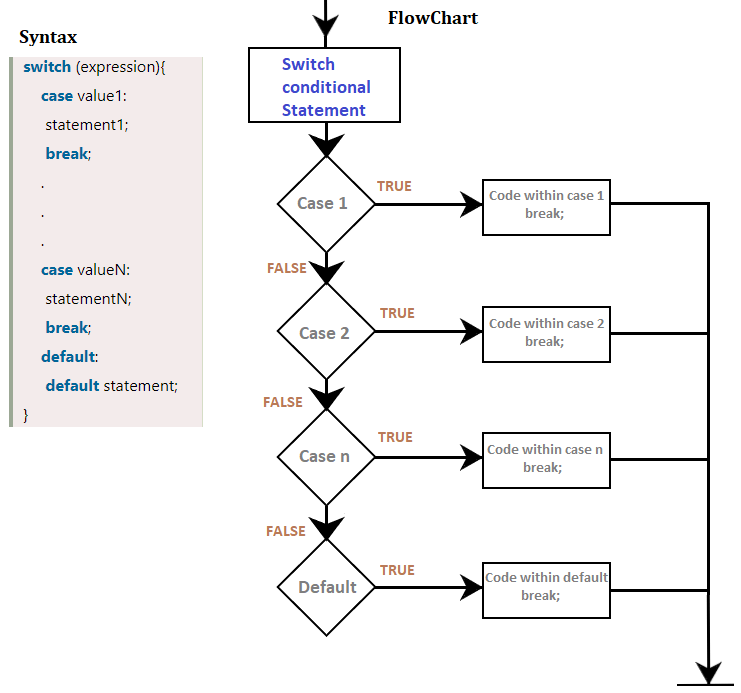 FlowChart
Syntax
switch (expression){
case value1:
statement1;
break;
.
.
.
case valueN:
statementN;
break;
default:
default statement;
}
Switch
conditional
Statement
Case 1
TRUE
Code within case 1
break;
FALSE
Case 2
TRUE
Code within case 2
break;
FALSE
Case n
TRUE
Code within case n
break;
FALSE
Default
TRUE
Code within default
break;